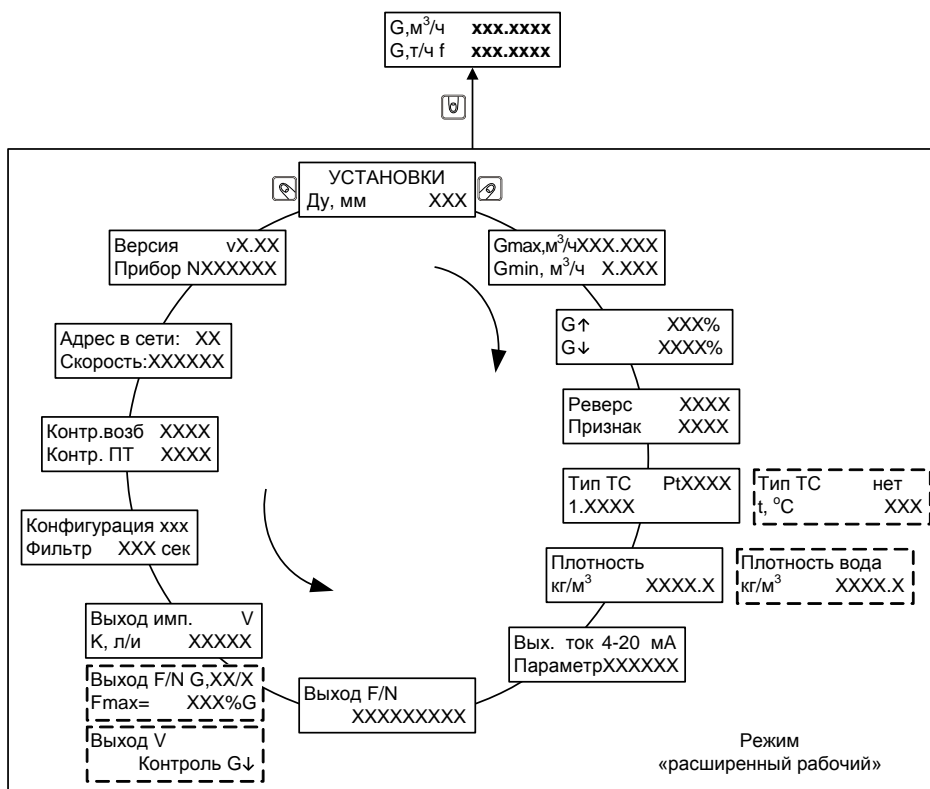 G,м³/ч xxx.xxxx
G,т/ч f xxx.xxxx
УСТАНОВКИ
Ду, мм XXX
Gmax,м³/чXXX.XXX
Gmin, м³/ч X.XXX
G↑ XXX%
G↓ XXXX%
Реверс XXXX
Признак XXXX
Тип ТС PtXXXX
1.XXXX
Тип ТС нет
t, °С XXX
Плотность
кг/м³ XXXX.X
Плотность вода
кг/м³ XXXX.X
Вых. ток 4-20 мА
ПараметрXXXXXX
Выход F/N
XXXXXXXXX
Выход имп. V
K, л/и XXXXX
Выход F/N G,XX/X
Fmax= XXX%G
Выход V
Контроль G↓
Конфигурация xxx
Фильтр XXX сек
Контр.возб XXXX
Контр. ПТ XXXX
Адрес в сети: XX
Скорость:XXXXXX
Версия vX.XX
Прибор NXXXXXX
Режим
«расширенный рабочий»